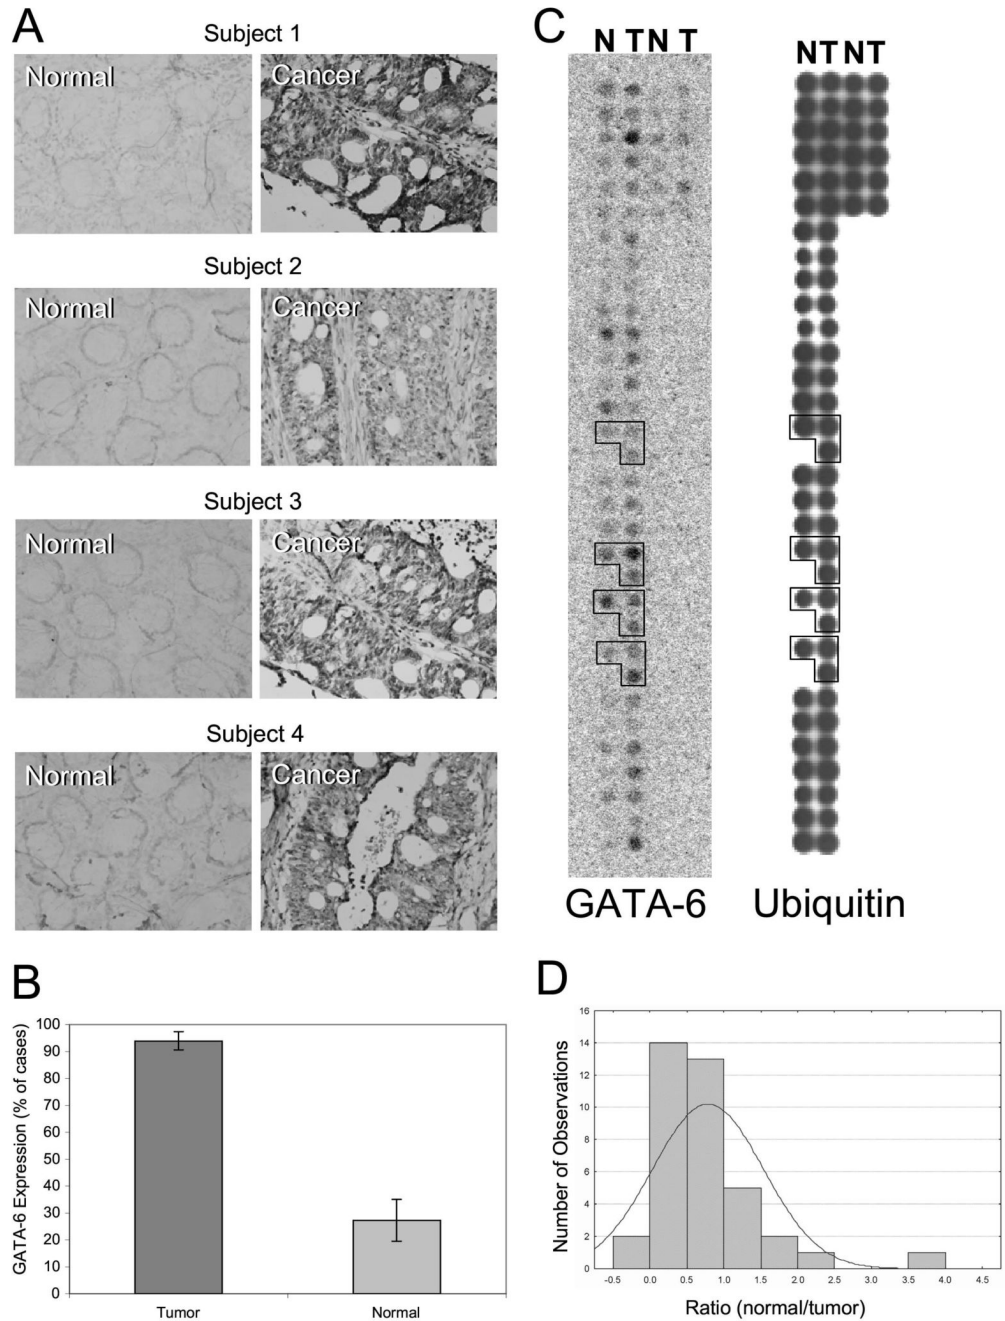 A
Subject 1
Normal
Cancer
Subject 2
Normal
Cancer
Subject 3
Normal
Cancer
Subject 4
Normal
Cancer
B
GATA-6 Expression (% of cases)
100
90
80
70
60
50
40
30
20
10
0
Tumor
Normal
C
N T N T
NT NT
GATA-6
Ubiquitin
D
Number of Observations
16
14
12
10
8
6
4
2
0
-0.5 0.0 0.5 1.0 1.5 2.0 2.5 3.0 3.5 4.0 4.5
Ratio (normal/tumor)